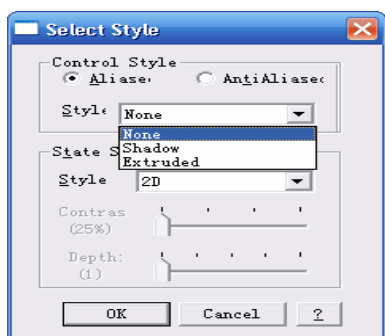 Select Style
Control Style
Aliase
AntiAliase
Style None
None
Shadow
Extruded
State S
Style 2D
Contras
(25%)
Depth:
(1)
OK Cancel ?